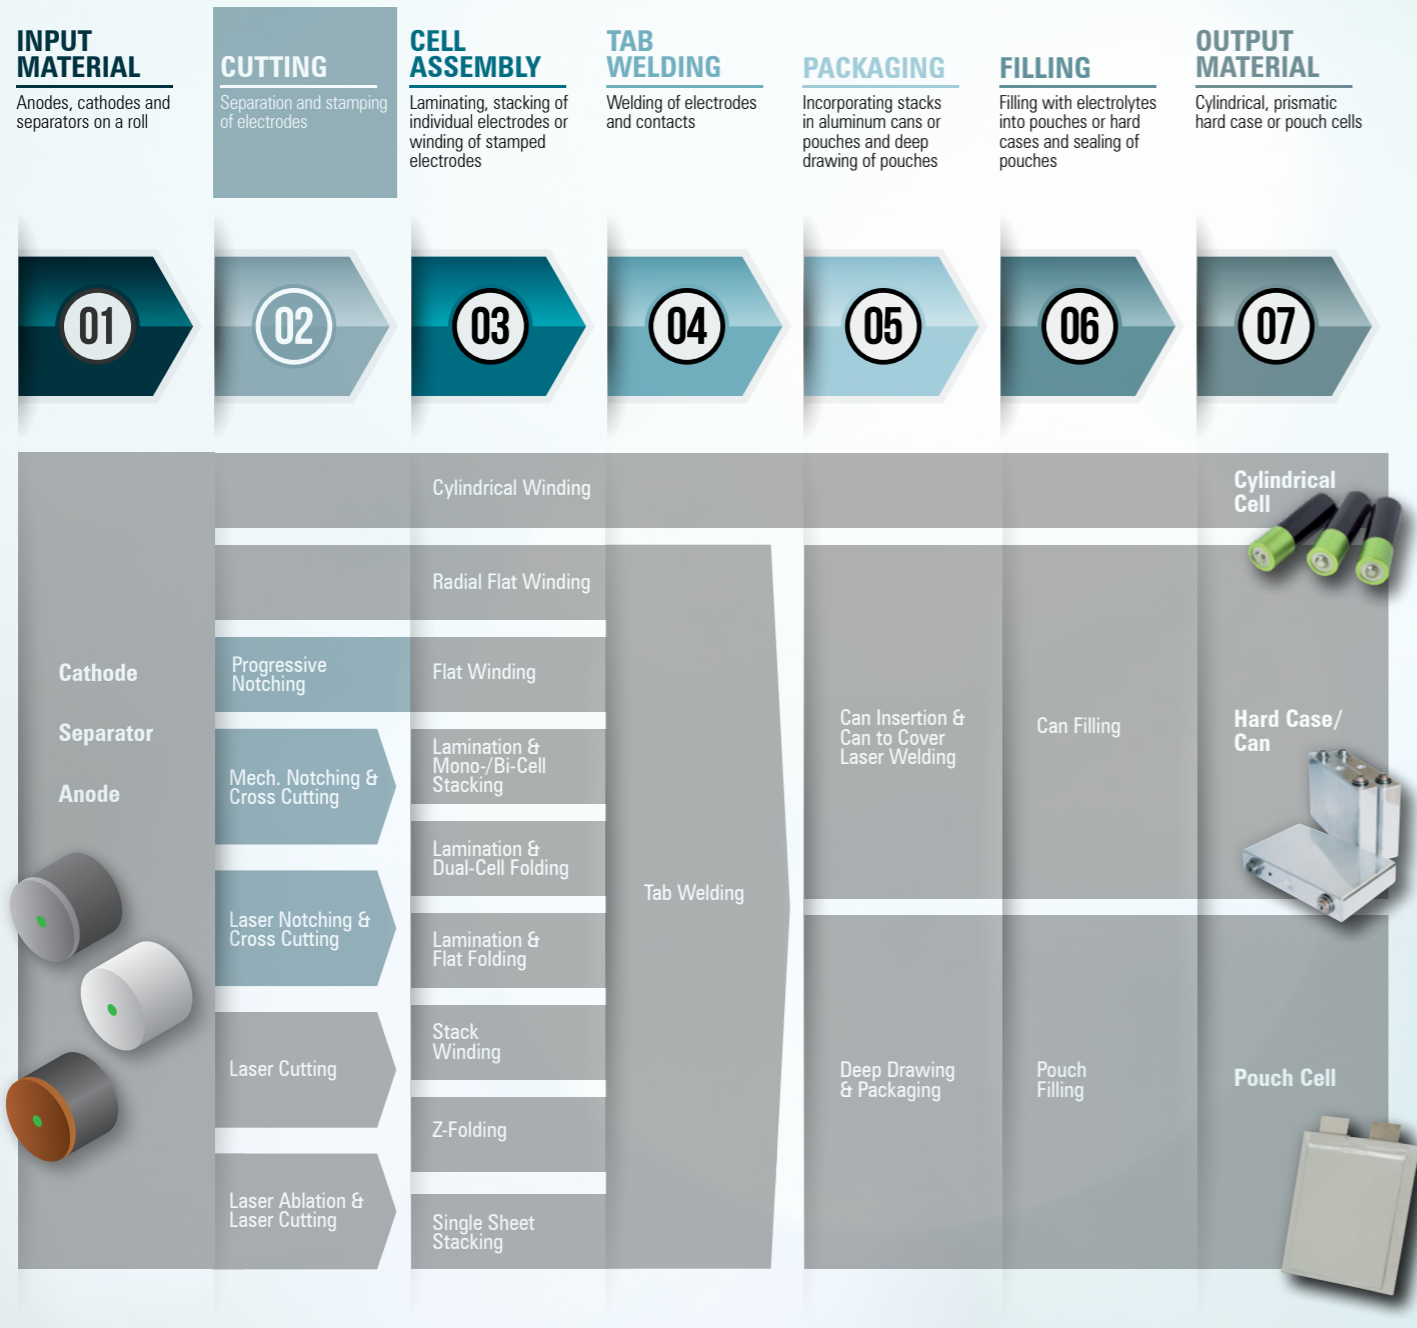 INPUT
MATERIAL
Anodes, cathodes and
separators on a roll
CUTTING
Separation and stamping
of electrodes
CELL
ASSEMBLY
Laminating, stacking of
individual electrodes or
winding of stamped
electrodes
TAB
WELDING
Welding of electrodes
and contacts
PACKAGING
Incorporating stacks
in aluminum cans or
pouches and deep
drawing of pouches
FILLING
Filling with electrolytes
into pouches or hard
cases and sealing of
pouches
OUTPUT
MATERIAL
Cylindrical, prismatic
hard case or pouch cells
01
02
03
04
05
06
07
Cathode
Separator
Anode
Progressive
Notching
Mech. Notching &
Cross Cutting
Laser Notching &
Cross Cutting
Laser Cutting
Laser Ablation &
Laser Cutting
Cylindrical Winding
Radial Flat Winding
Flat Winding
Lamination &
Mono-/Bi-Cell
Stacking
Lamination &
Dual-Cell Folding
Lamination &
Flat Folding
Stack
Winding
Z-Folding
Single Sheet
Stacking
Tab Welding
Can Insertion &
Can to Cover
Laser Welding
Deep Drawing
& Packaging
Can Filling
Pouch
Filling
Cylindrical
Cell
Hard Case/
Can
Pouch Cell